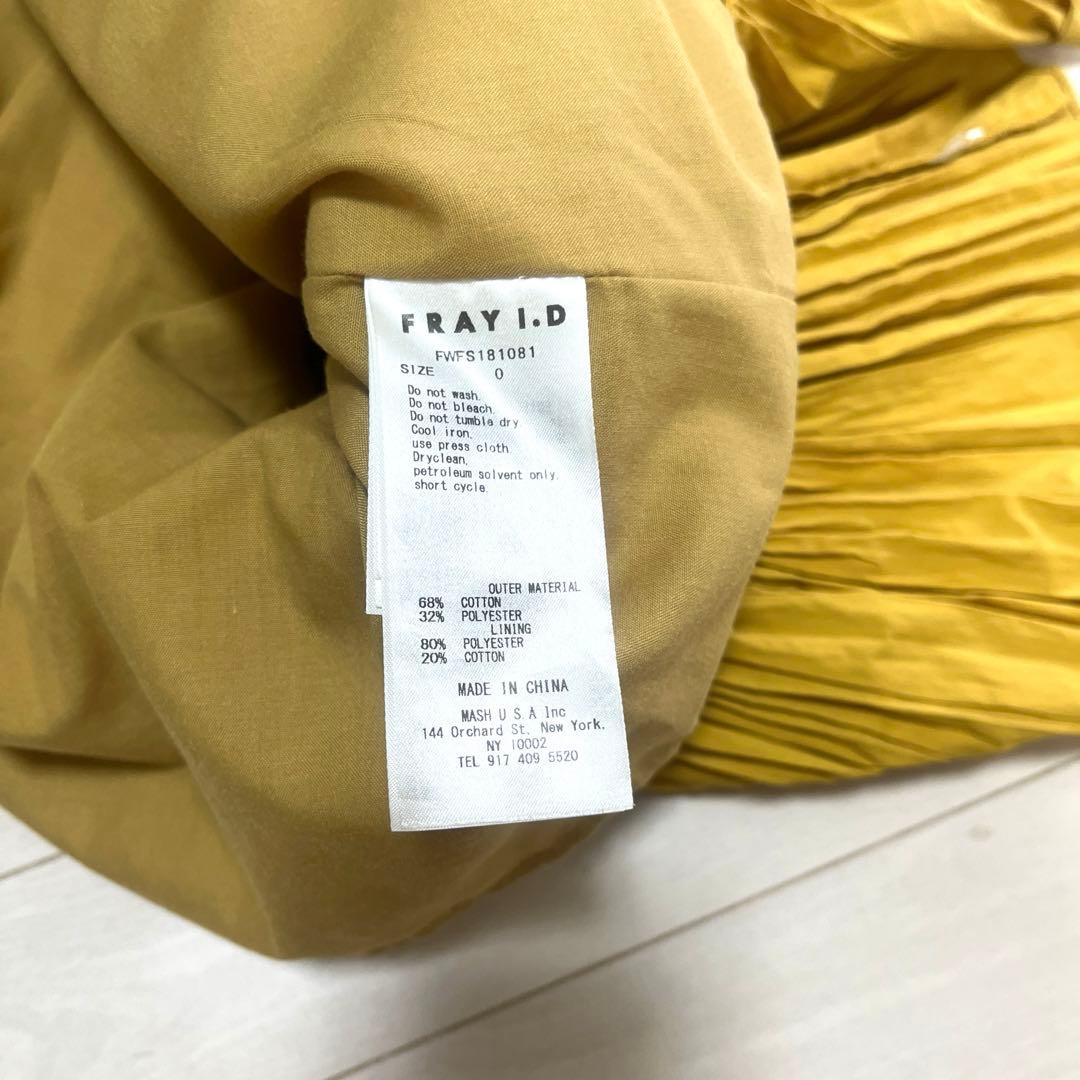 FRAY I.D
FWFS181081
SIZE 0
Do not wash.
Do not bleach.
Do not tumble dry
Cool iron.
use press cloth
Dryclean,
petroleum solvent only.
short cycle.
OUTER MATERIAL
68% COTTON
32% POLYESTER
LINING
80% POLYESTER
20% COTTON
MADE IN CHINA
MASH U.S.A Inc
144 Orchard St, New York.
NY 10002
TEL 917 409 5520